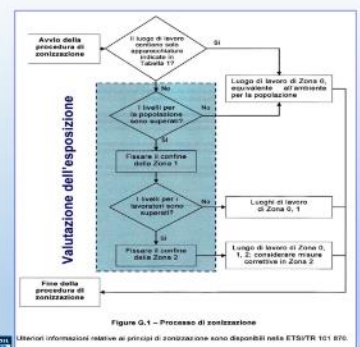 Avvio della
procedura di
zonizzazione
Il luogo di lavoro
contiene solo
apparecchiature
indicate in
Tabella 1?
Si
No
Luogo di lavoro di Zona 0,
equivalente all'ambiente
per la popolazione
Valutazione dell'esposizione
I livelli per
la popolazione
sono superati?
No
Si
Fissare il confine
della Zona 1
I livelli per i
lavoratori sono
superati?
No
Luoghi di lavoro
di Zona 0, 1
Si
Fissare il confine
della Zona 2
Luogo di lavoro di Zona 0,
1, 2: considerare misure
correttive in Zona 2
Fine della
procedura di
zonizzazione
Figura G.1 – Processo di zonizzazione
Ulteriori informazioni relative ai principi di zonizzazione sono disponibili nella ETSI/TR 101 870.